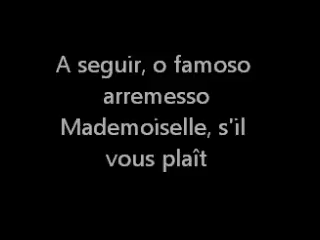 A seguir, o famoso
arremesso
Mademoiselle, s'il
vous plaît